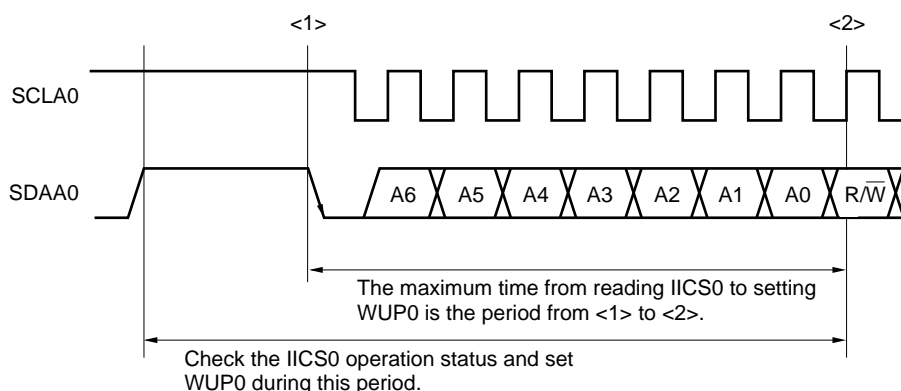 <1>
<2>
SCLA0
SDAA0
A6 A5 A4 A3 A2 A1 A0 R/W̅
The maximum time from reading IICS0 to setting
WUP0 is the period from <1> to <2>.
Check the IICS0 operation status and set
WUP0 during this period.